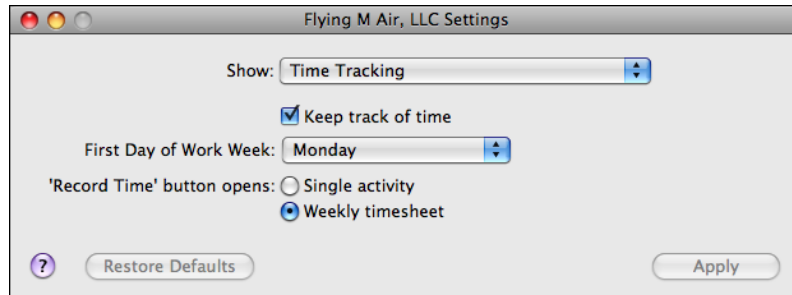 Flying M Air, LLC Settings
Show: Time Tracking
Keep track of time
First Day of Work Week: Monday
'Record Time' button opens: Single activity
Weekly timesheet
? Restore Defaults Apply